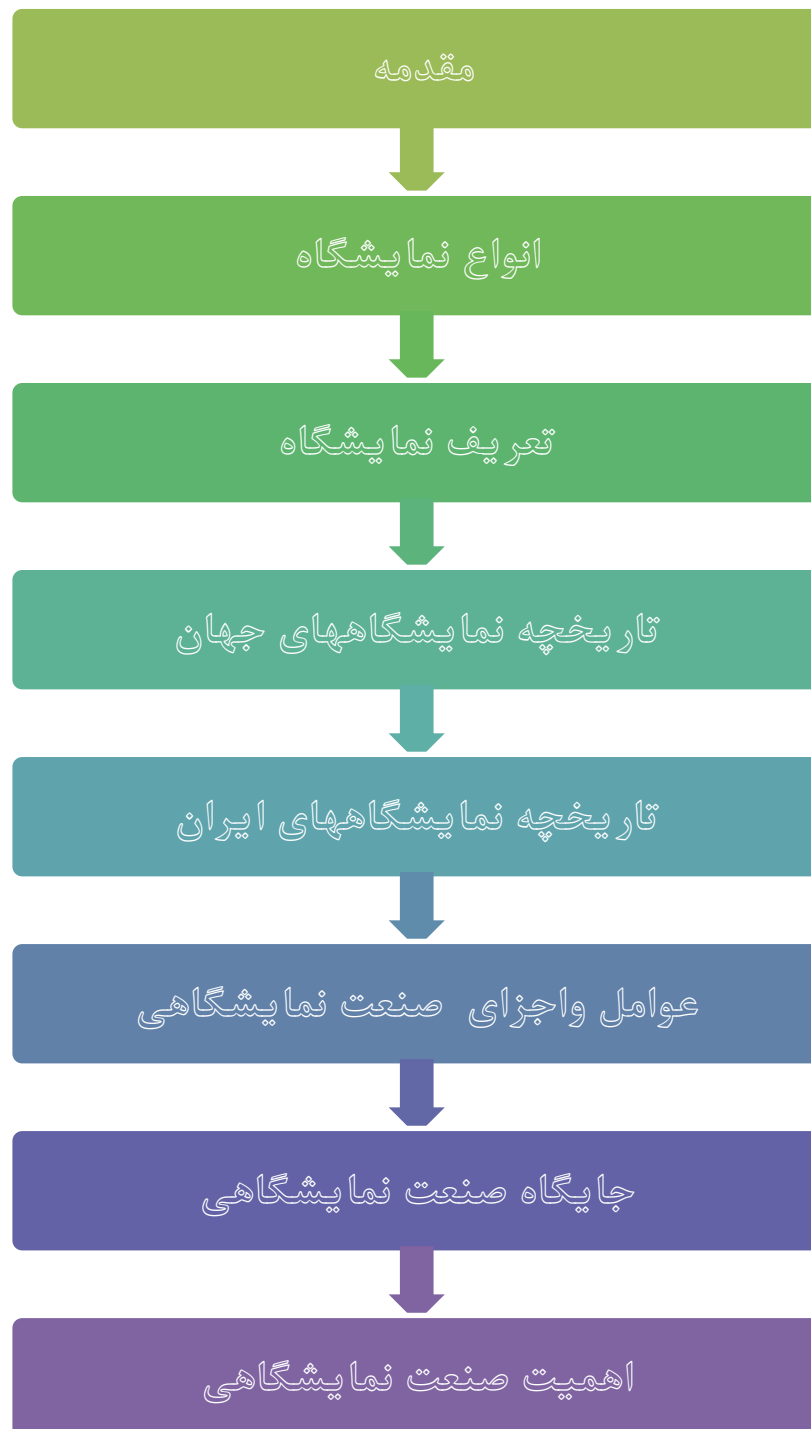 مقدمه
انواع نمایشگاه
تعریف نمایشگاه
تاریخچه نمایشگاههای جهان
تاریخچه نمایشگاههای ایران
عوامل واجزای صنعت نمایشگاهی
جایگاه صنعت نمایشگاهی
اهمیت صنعت نمایشگاهی